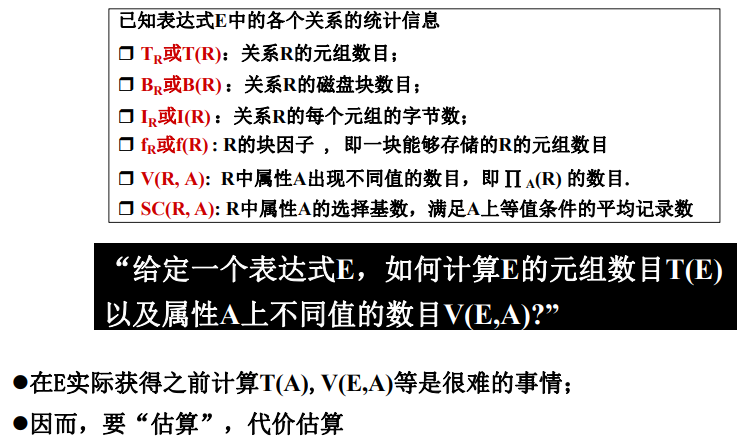 已知表达式E中的各个关系的统计信息
❐ TR或T(R)：关系R的元组数目；
❐ BR或B(R)：关系R的磁盘块数目；
❐ IR或I(R)：关系R的每个元组的字节数；
❐ fR或f(R)：R的块因子 ，即一块能够存储的R的元组数目
❐ V(R, A): R中属性A出现不同值的数目，即 ∏ A(R) 的数目.
❐ SC(R, A): R中属性A的选择基数，满足A上等值条件的平均记录数
“给定一个表达式E，如何计算E的元组数目T(E)
以及属性A上不同值的数目V(E,A)?”
●在E实际获得之前计算T(A), V(E,A)等是很难的事情；
●因而，要“估算”，代价估算